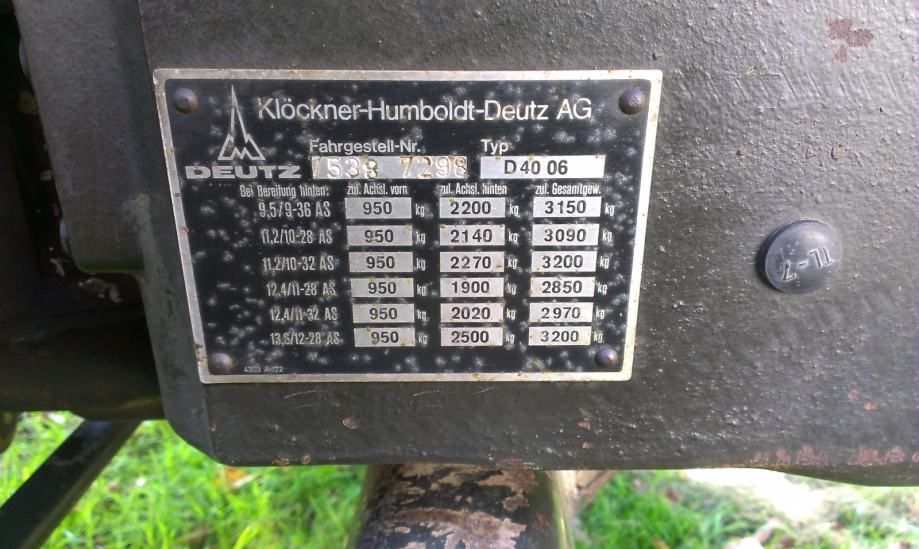 Klöckner-Humboldt-Deutz AG
DEUTZ
Fahrgestell-Nr. Typ
7538 7298 D 40 06
Bei Bereifung hinten: zul. Achsl. vorn zul. Achsl. hinten zul. Gesamtgew.
9,5/9-36 AS 950 kg 2200 kg 3150 kg
11,2/10-28 AS 950 kg 2140 kg 3090 kg
11,2/10-32 AS 950 kg 2270 kg 3200 kg
12,4/11-28 AS 950 kg 1900 kg 2850 kg
12,4/11-32 AS 950 kg 2020 kg 2970 kg
13,6/12-28 AS 950 kg 2500 kg 3200 kg